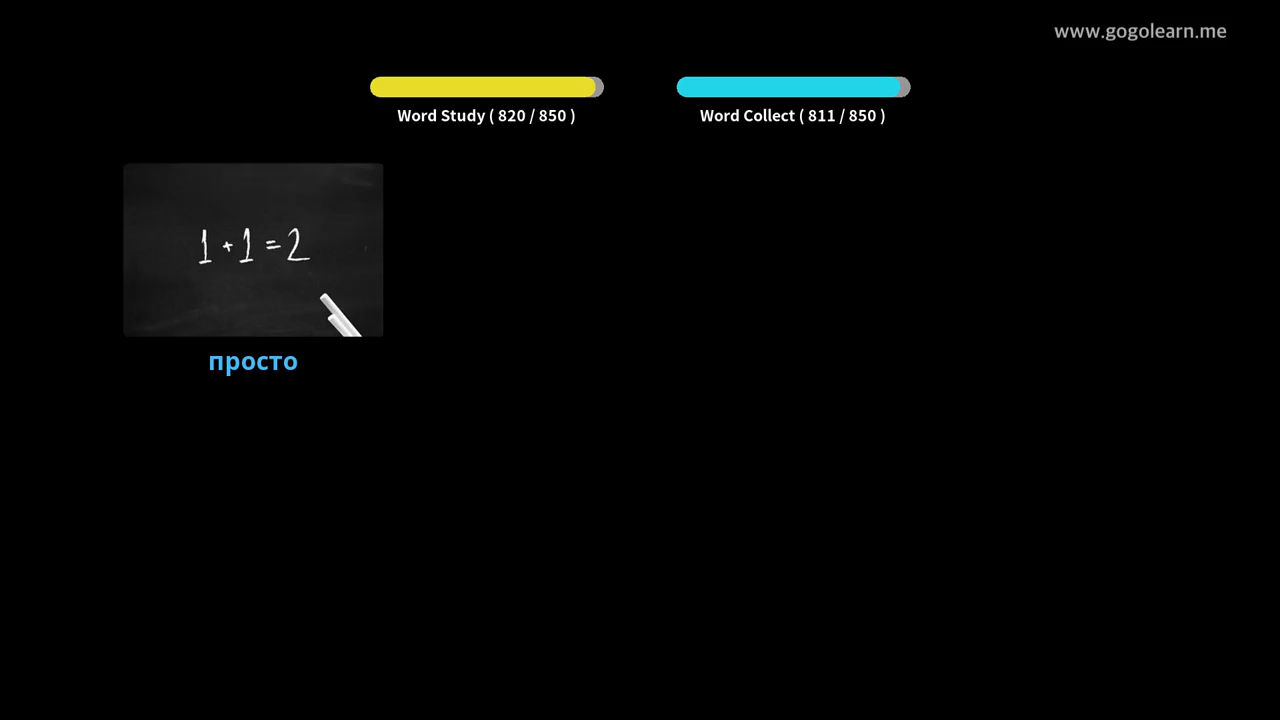 www.gogolearn.me
Word Study ( 820 / 850 )
Word Collect ( 811 / 850 )
1 + 1 = 2
просто